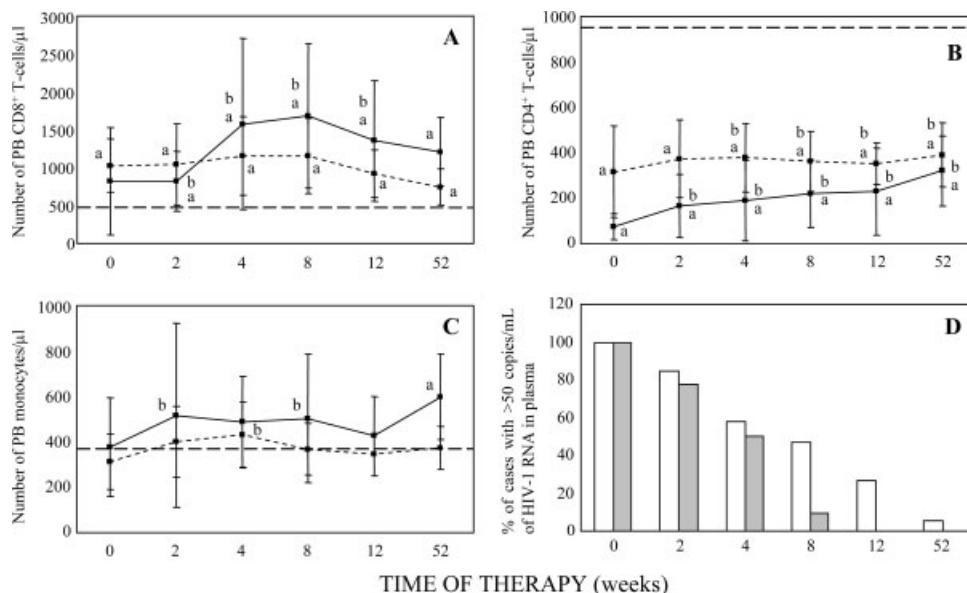 3000
2500
2000
1500
1000
500
0
Number of PB CD8⁺ T-cells/µl
A
a
a
b
a
b
a
b
a
a
b
a
a
a
a
a
0 2 4 8 12 52
1000
800
600
400
200
0
Number of PB CD4⁺ T-cells/µl
B
a
a
b
a
a
b
a
b
a
a
b
a
b
a
b
a
b
a
b
0 2 4 8 12 52
1000
800
600
400
200
0
Number of PB monocytes/µl
C
b
b
b
a
0 2 4 8 12 52
120
100
80
60
40
20
0
% of cases with >50 copies/mL
of HIV-1 RNA in plasma
D
0 2 4 8 12 52
TIME OF THERAPY (weeks)